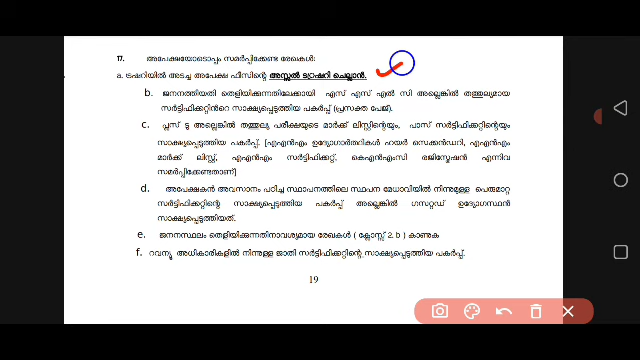 17. അപേക്ഷയോടൊപ്പം സമർപ്പിക്കേണ്ട രേഖകൾ:
a. ട്രഷറിയിൽ അടച്ച അപേക്ഷ ഫീസിന്റെ അസ്സൽ ട്രഷറി ചെല്ലാൻ.
b. ജനനത്തിയതി തെളിയിക്കുന്നതിലേക്കായി എസ് എസ് എൽ സി അല്ലെങ്കിൽ തത്തുല്യമായ
സർട്ടിഫിക്കറ്റിൻറെ സാക്ഷ്യപ്പെടുത്തിയ പകർപ്പ് (പ്രസക്ത പേജ്).
c. പ്ലസ് ടു അല്ലെങ്കിൽ തത്തുല്യ പരീക്ഷയുടെ മാർക്ക് ലിസ്റ്റിന്റെയും, പാസ് സർട്ടിഫിക്കറ്റിന്റെയും
സാക്ഷ്യപ്പെടുത്തിയ പകർപ്പ്. [എഎൻഎം ഉദ്യോഗാർത്ഥികൾ ഹയർ സെക്കൻഡറി, എഎൻഎം
മാർക്ക് ലിസ്റ്റ്, എഎൻഎം സർട്ടിഫിക്കറ്റ്, കെഎൻഎംസി രജിസ്ട്രേഷൻ എന്നിവ
സമർപ്പിക്കേണ്ടതാണ്]
d. അപേക്ഷകൻ അവസാനം പഠിച്ച സ്ഥാപനത്തിലെ സ്ഥാപന മേധാവിയിൽ നിന്നുമുള്ള പെരുമാറ്റ
സർട്ടിഫിക്കറ്റിന്റെ സാക്ഷ്യപ്പെടുത്തിയ പകർപ്പ് അല്ലെങ്കിൽ ഗസറ്റഡ് ഉദ്യോഗസ്ഥൻ
സാക്ഷ്യപ്പെടുത്തിയത്.
e. ജനനസ്ഥലം തെളിയിക്കുന്നതിനാവശ്യമായ രേഖകൾ ( ക്ലോസ്സ് 2. b ) കാണുക
f. റവന്യൂ അധികാരികളിൽ നിന്നുള്ള ജാതി സർട്ടിഫിക്കറ്റിന്റെ സാക്ഷ്യപ്പെടുത്തിയ പകർപ്പ്.
19